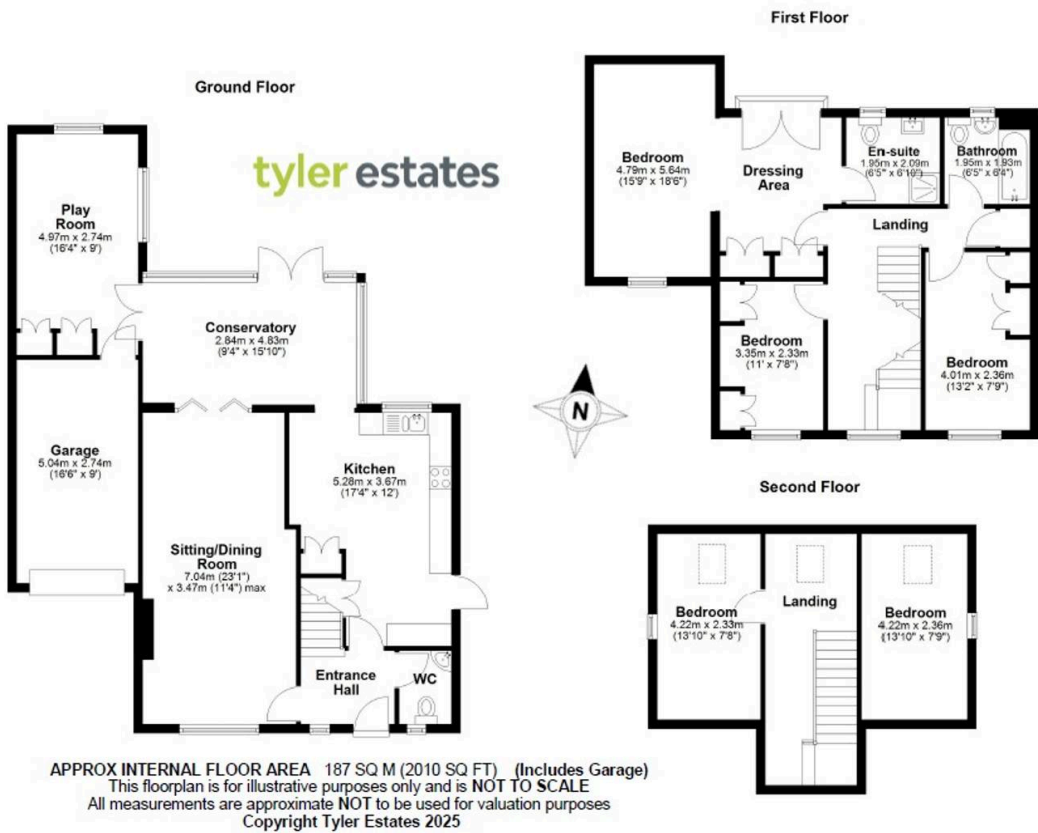 First Floor
Ground Floor
tyler estates
Play
Room
4.97m x 2.74m
(16'4" x 9')
Conservatory
2.84m x 4.83m
(9'4" x 15'10")
Garage
5.04m x 2.74m
(16'6" x 9')
Kitchen
5.28m x 3.67m
(17'4" x 12')
Sitting/Dining
Room
7.04m (23'1")
x 3.47m (11'4") max
Entrance
Hall
WC
N
Bedroom
4.79m x 5.64m
(15'9" x 18'6")
Dressing
Area
En-suite
1.95m x 2.09m
(6'5" x 6'10")
Bathroom
1.95m x 1.93m
(6'5" x 6'4")
Landing
Bedroom
3.35m x 2.33m
(11' x 7'8")
Bedroom
4.01m x 2.36m
(13'2" x 7'9")
Second Floor
Bedroom
4.22m x 2.33m
(13'10" x 7'8")
Landing
Bedroom
4.22m x 2.36m
(13'10" x 7'9")
APPROX INTERNAL FLOOR AREA 187 SQ M (2010 SQ FT) (Includes Garage)
This floorplan is for illustrative purposes only and is NOT TO SCALE
All measurements are approximate NOT to be used for valuation purposes
Copyright Tyler Estates 2025